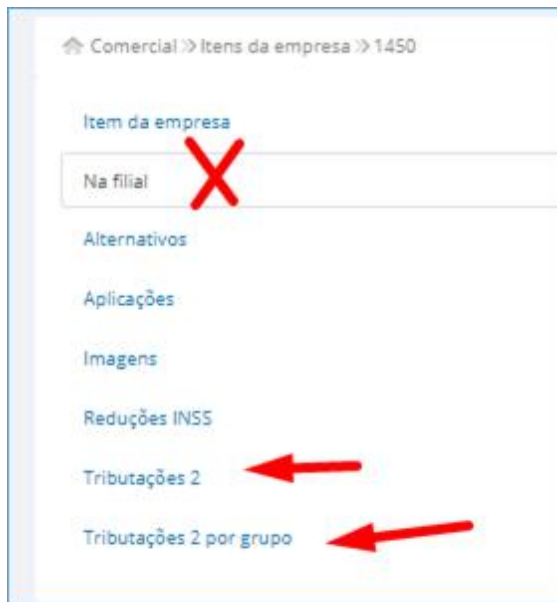 Comercial » Itens da empresa » 1450
Item da empresa
Na filial
Alternativos
Aplicações
Imagens
Reduções INSS
Tributações 2
Tributações 2 por grupo